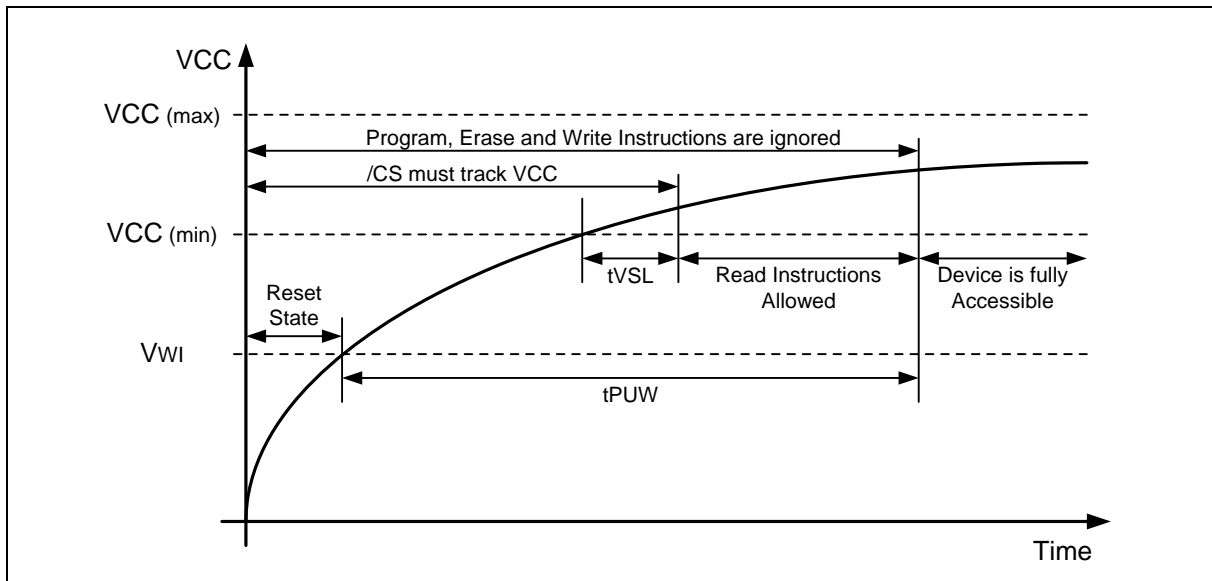 VCC
VCC (max)
Program, Erase and Write Instructions are ignored
/CS must track VCC
VCC (min)
tVSL
Read Instructions
Allowed
Device is fully
Accessible
Reset
State
VWI
tPUW
Time